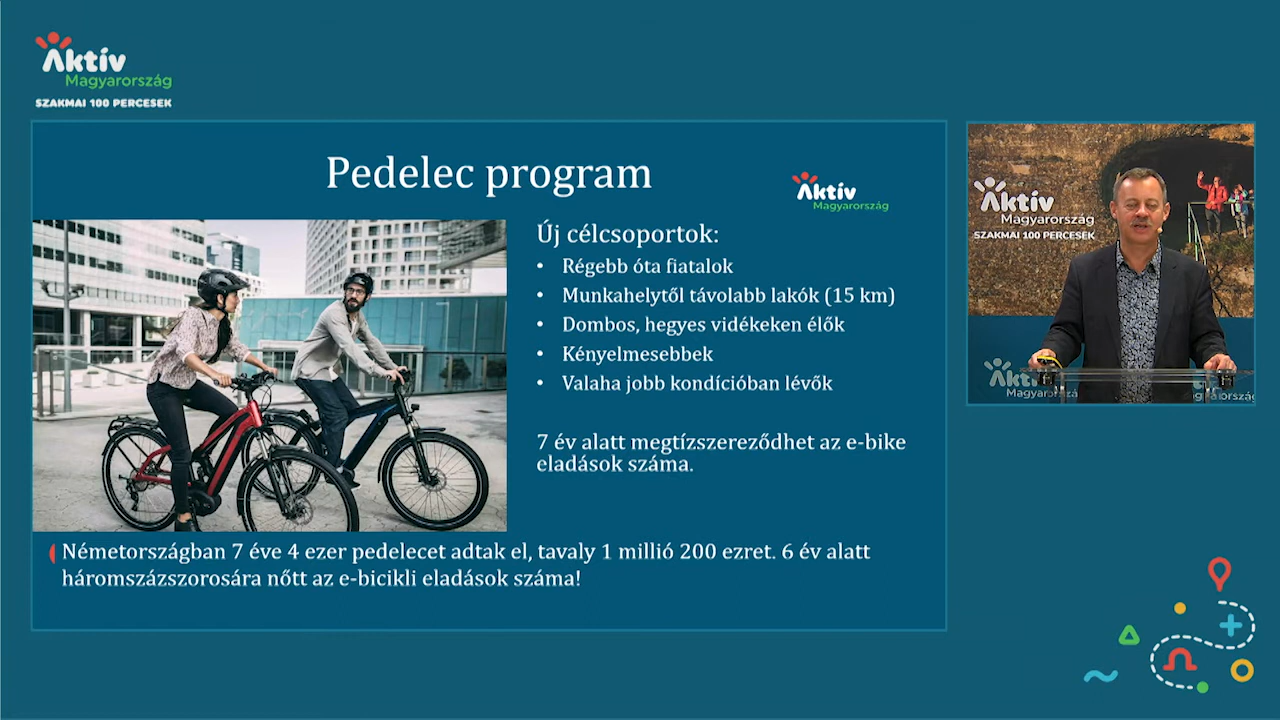 Aktív
Magyarország
SZAKMAI 100 PERCESEK
Pedelec program
Aktív
Magyarország
Új célcsoportok:
• Régebb óta fiatalok
• Munkahelytől távolabb lakók (15 km)
• Dombos, hegyes vidékeken élők
• Kényelmesebbek
• Valaha jobb kondícióban lévők
7 év alatt megtízszereződhet az e-bike
eladások száma.
Németországban 7 éve 4 ezer pedelecet adtak el, tavaly 1 millió 200 ezret. 6 év alatt
háromszázszorosára nőtt az e-bicikli eladások száma!
Aktív
Magyarország
SZAKMAI 100 PERCESEK